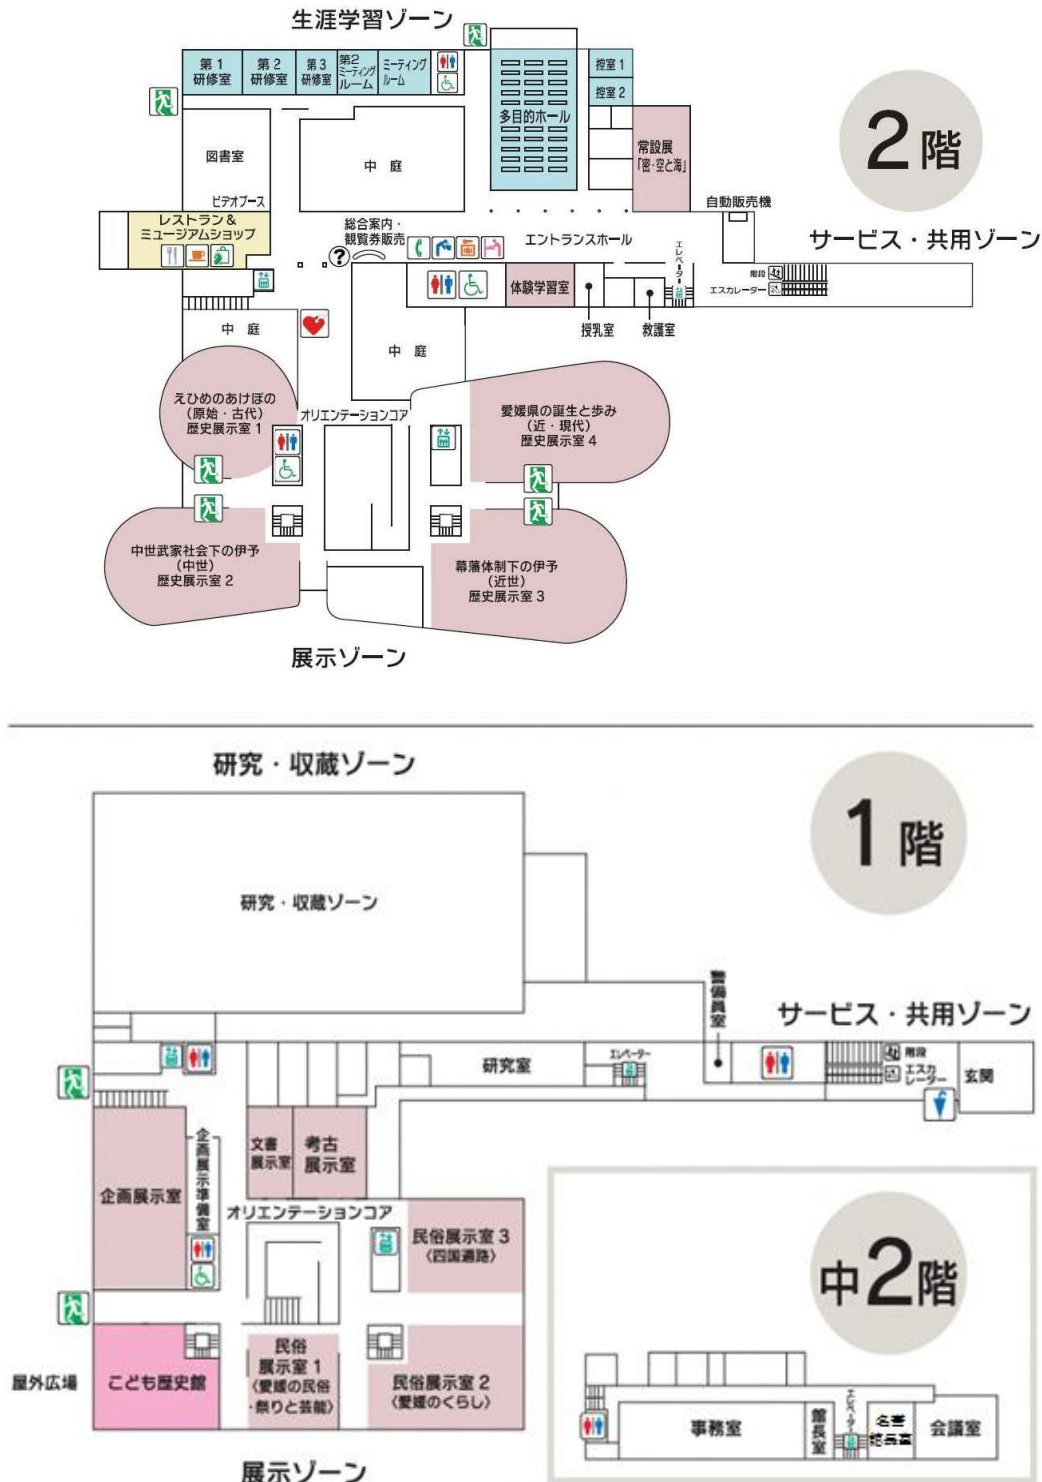 生涯学習ゾーン
第1
研修室
第2
研修室
第3
研修室
第2
ミーティング
ルーム
ミーティング
ルーム
多目的ホール
控室1
控室2
常設展
「密・空と海」
2階
図書室
ビデオブース
中 庭
レストラン&
ミュージアムショップ
総合案内・
観覧券販売
?
エントランスホール
エレベーター
自動販売機
サービス・共用ゾーン
階段
エスカレーター
体験学習室
授乳室
救護室
中 庭
中 庭
えひめのあけぼの
(原始・古代)
歴史展示室1
オリエンテーションコア
愛媛県の誕生と歩み
(近・現代)
歴史展示室4
中世武家社会下の伊予
(中世)
歴史展示室2
幕藩体制下の伊予
(近世)
歴史展示室3
展示ゾーン
研究・収蔵ゾーン
1階
研究・収蔵ゾーン
警備員室
サービス・共用ゾーン
研究室
エレベーター
階段
エスカ
レーター
玄関
企画展示室
企画展示準備室
文書
展示室
考古
展示室
オリエンテーションコア
民俗展示室3
〈四国遍路〉
屋外広場
こども歴史館
民俗
展示室1
〈愛媛の民俗
・祭りと芸能〉
民俗展示室2
〈愛媛のくらし〉
展示ゾーン
中2階
事務室
館長室
エレベーター
名誉
館長室
会議室